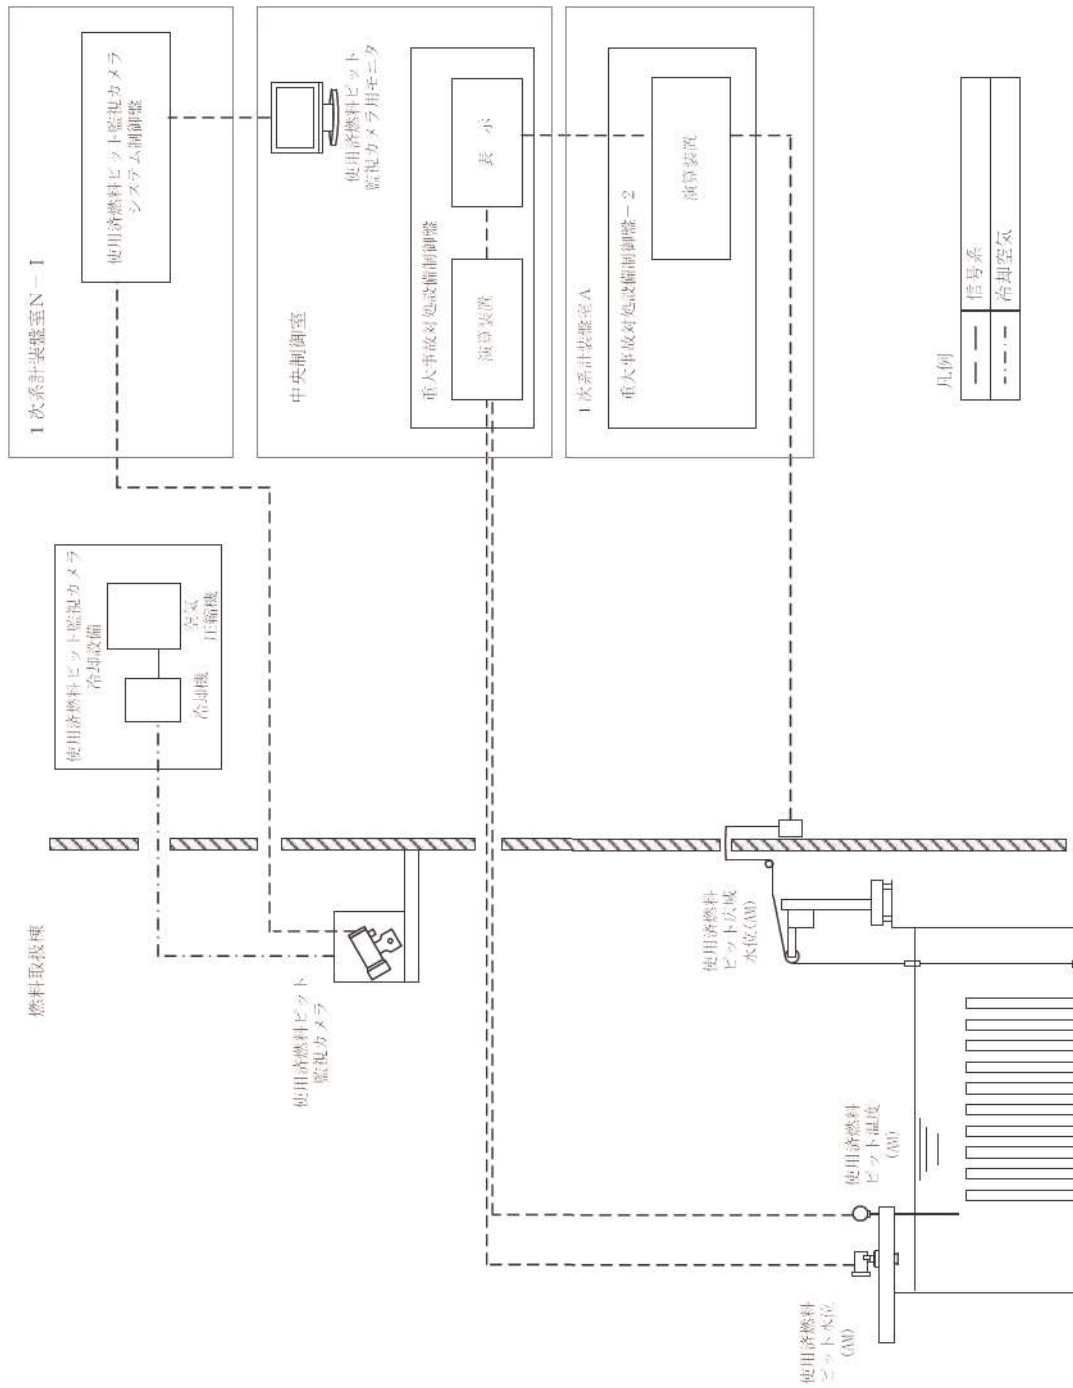 1次系計装盤室N-I
使用済燃料ピット監視カメラ
システム制御盤
中央制御室
使用済燃料ピット
監視カメラ用モニタ
重大事故対処設備制御盤
演算装置
表 示
1次系計装盤室A
重大事故対処設備制御盤-2
演算装置
凡例
信号系
冷却空気
使用済燃料ピット監視カメラ
冷却設備
空気
圧縮機
冷却機
燃料取扱棟
使用済燃料ピット
監視カメラ
使用済燃料
ピット広域
水位(AM)
使用済燃料
ピット温度
(AM)
使用済燃料
ピット水位
(AM)